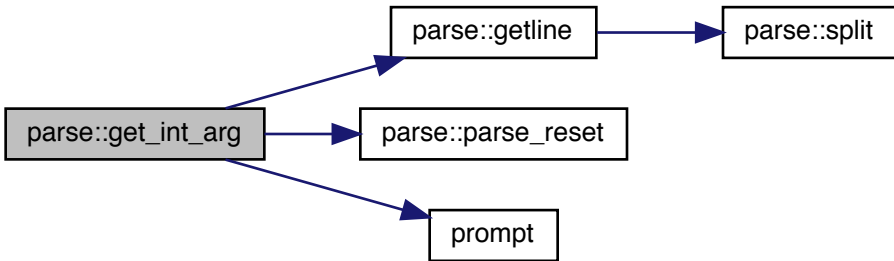 parse::getline
parse::split
parse::get_int_arg
parse::parse_reset
prompt